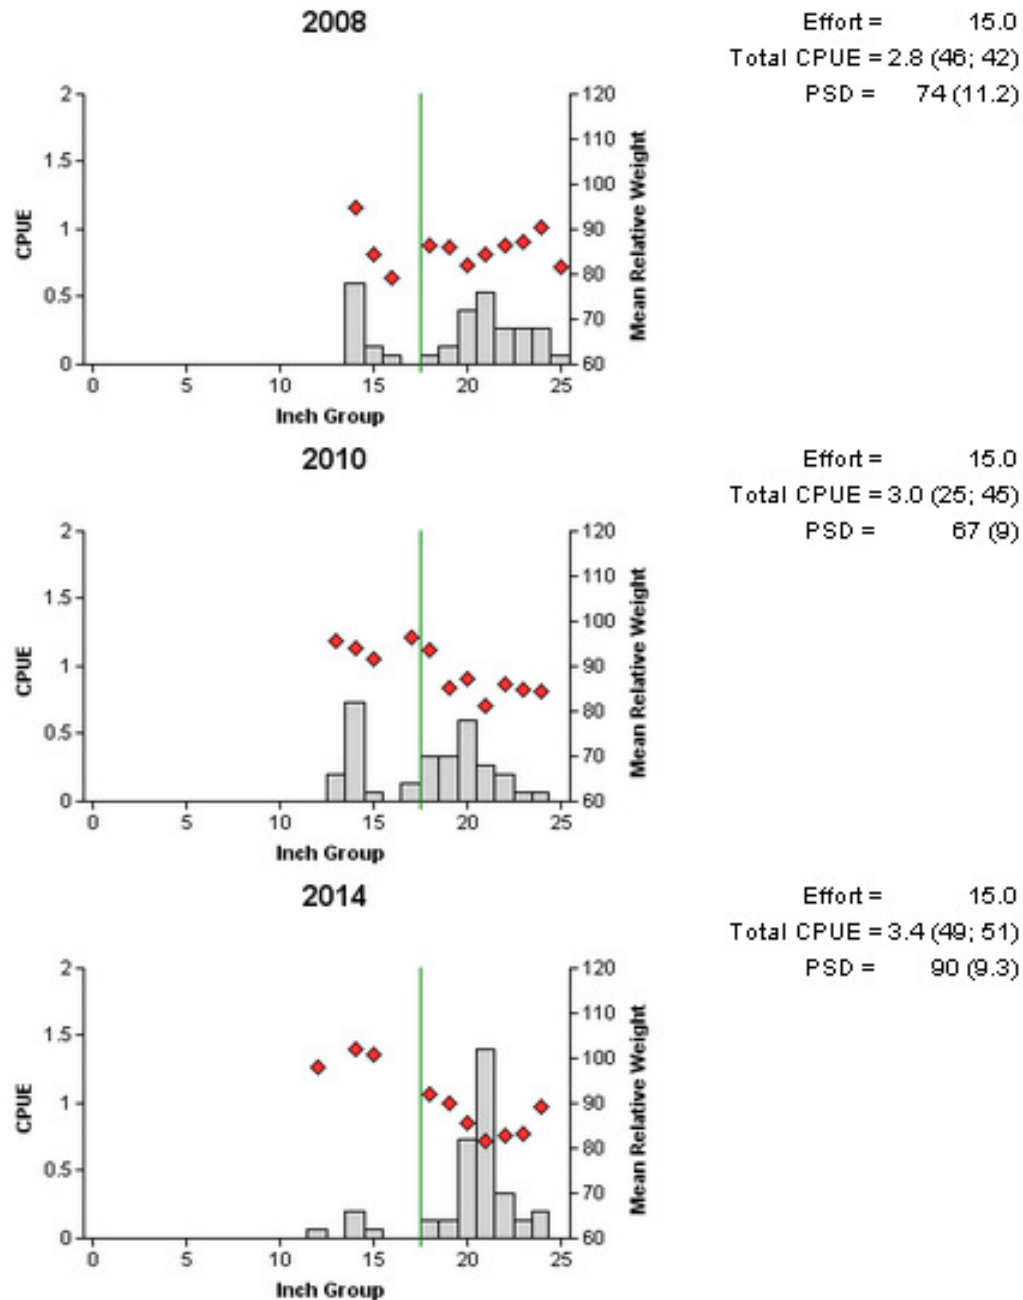 2008
Effort = 15.0
Total CPUE = 2.8 (46; 42)
PSD = 74 (11.2)
2
1.5
1
0.5
0
CPUE
120
110
100
90
80
70
60
Mean Relative Weight
0 5 10 15 20 25
Inch Group
2010
Effort = 15.0
Total CPUE = 3.0 (25; 45)
PSD = 67 (9)
2
1.5
1
0.5
0
CPUE
120
110
100
90
80
70
60
Mean Relative Weight
0 5 10 15 20 25
Inch Group
2014
Effort = 15.0
Total CPUE = 3.4 (49; 51)
PSD = 90 (9.3)
2
1.5
1
0.5
0
CPUE
120
110
100
90
80
70
60
Mean Relative Weight
0 5 10 15 20 25
Inch Group